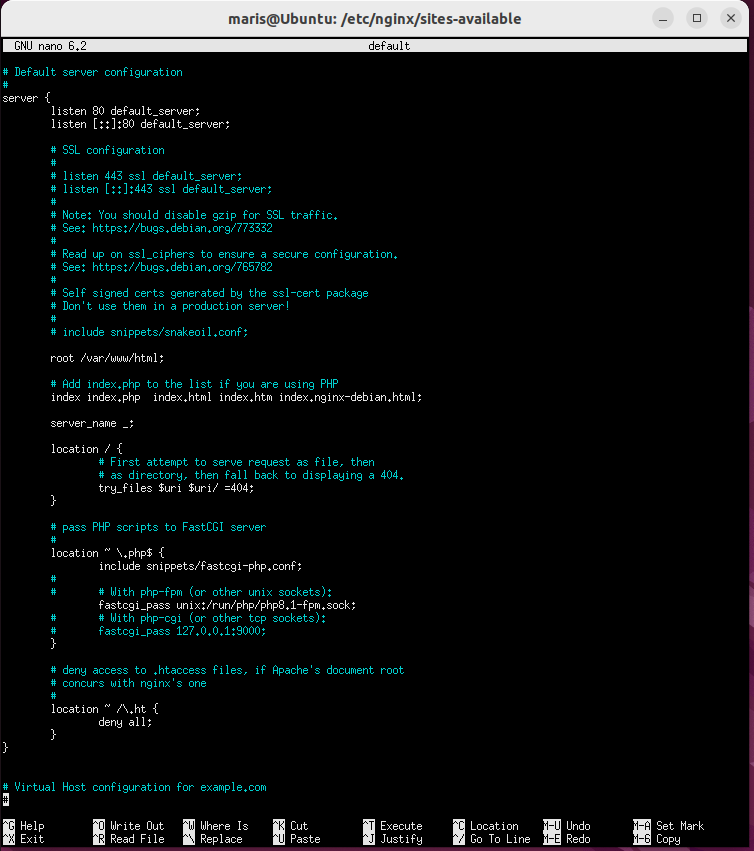 maris@Ubuntu: /etc/nginx/sites-available
GNU nano 6.2 default
# Default server configuration
#
server {
listen 80 default_server;
listen [::]:80 default_server;
# SSL configuration
#
# listen 443 ssl default_server;
# listen [::]:443 ssl default_server;
#
# Note: You should disable gzip for SSL traffic.
# See: https://bugs.debian.org/773332
#
# Read up on ssl_ciphers to ensure a secure configuration.
# See: https://bugs.debian.org/765782
#
# Self signed certs generated by the ssl-cert package
# Don't use them in a production server!
#
# include snippets/snakeoil.conf;
root /var/www/html;
# Add index.php to the list if you are using PHP
index index.php  index.html index.htm index.nginx-debian.html;
server_name _;
location / {
# First attempt to serve request as file, then
# as directory, then fall back to displaying a 404.
try_files $uri $uri/ =404;
}
# pass PHP scripts to FastCGI server
#
location ~ \.php$ {
include snippets/fastcgi-php.conf;
#
# # With php-fpm (or other unix sockets):
fastcgi_pass unix:/run/php/php8.1-fpm.sock;
# # With php-cgi (or other tcp sockets):
# fastcgi_pass 127.0.0.1:9000;
}
# deny access to .htaccess files, if Apache's document root
# concurs with nginx's one
#
location ~ /\.ht {
deny all;
}
}
# Virtual Host configuration for example.com
#
^G Help ^O Write Out ^W Where Is ^K Cut ^T Execute ^C Location M-U Undo M-A Set Mark
^X Exit ^R Read File ^\ Replace ^U Paste ^J Justify ^/ Go To Line M-E Redo M-6 Copy